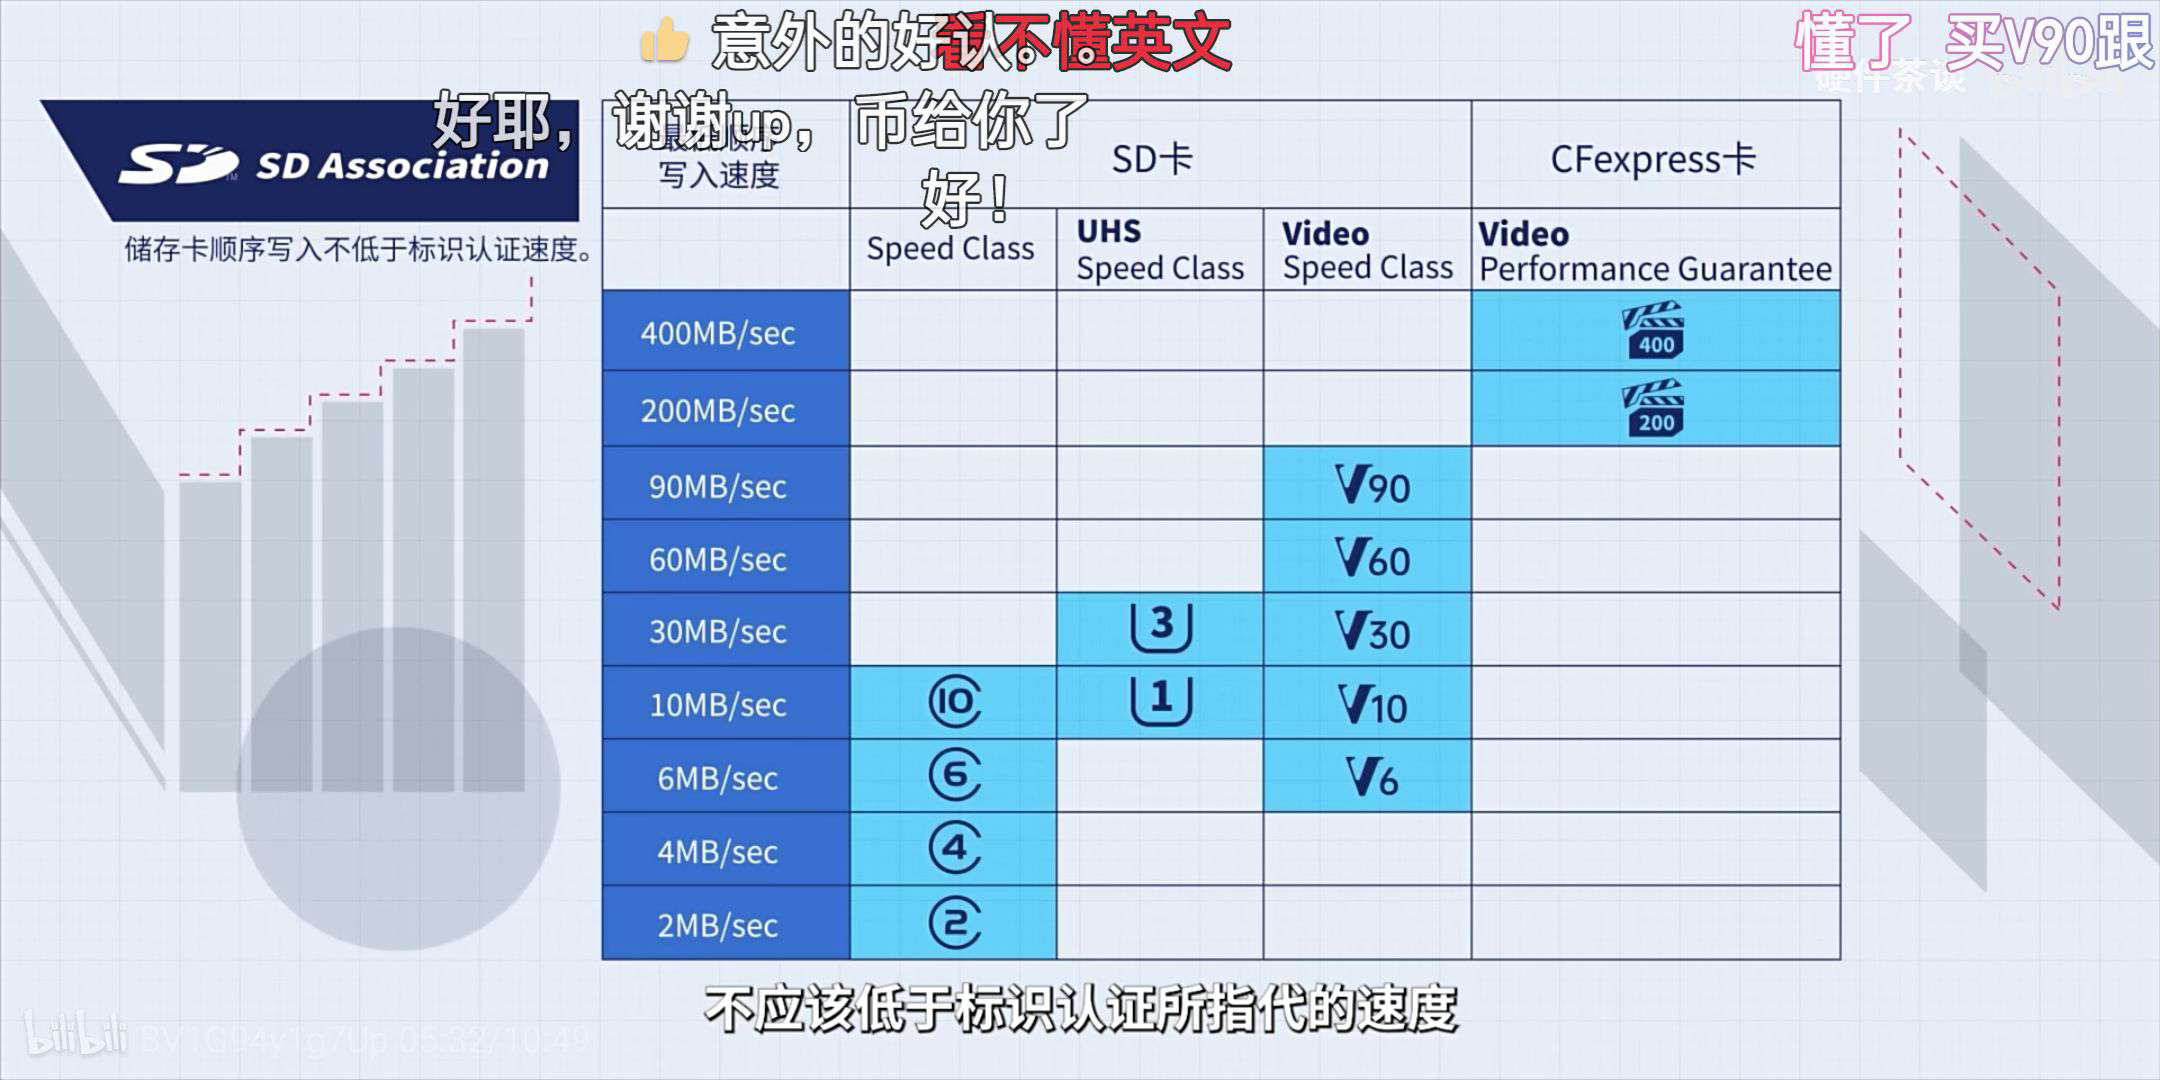 意外的好认。。
看不懂英文
懂了 买V90跟
硬件茶谈
好耶，谢谢up，币给你了
好！
SD
SD Association
TM
储存卡顺序写入不低于标识认证速度。
最低顺序
写入速度
SD卡
CFexpress卡
Speed Class
UHS
Speed Class
Video
Speed Class
Video
Performance Guarantee
400MB/sec
400
200MB/sec
200
90MB/sec
V90
60MB/sec
V60
30MB/sec
3
V30
10MB/sec
10
1
V10
6MB/sec
6
V6
4MB/sec
4
2MB/sec
2
不应该低于标识认证所指代的速度
bilibili BV1G94y1g7Up 05:32/10:49